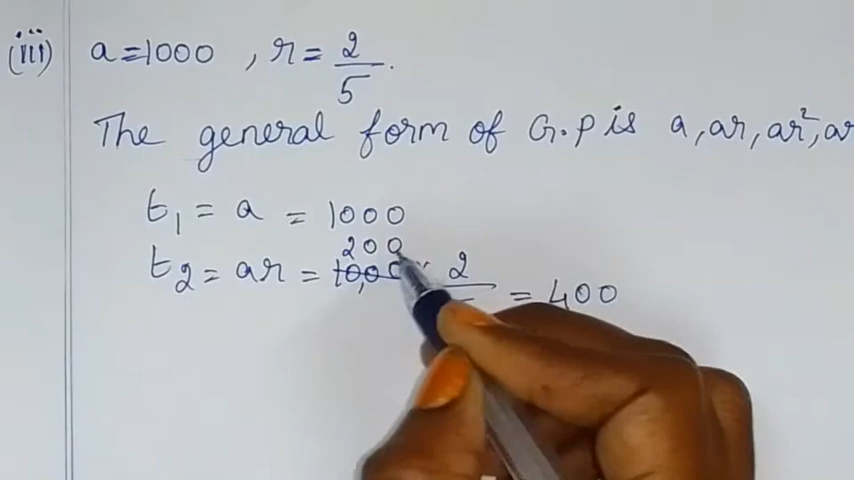 (iii) a=1000 , r = 2/5.
The general form of G.P is a, ar, ar², ar
t₁ = a = 1000
200
t₂ = ar = 1000 × 2 = 400